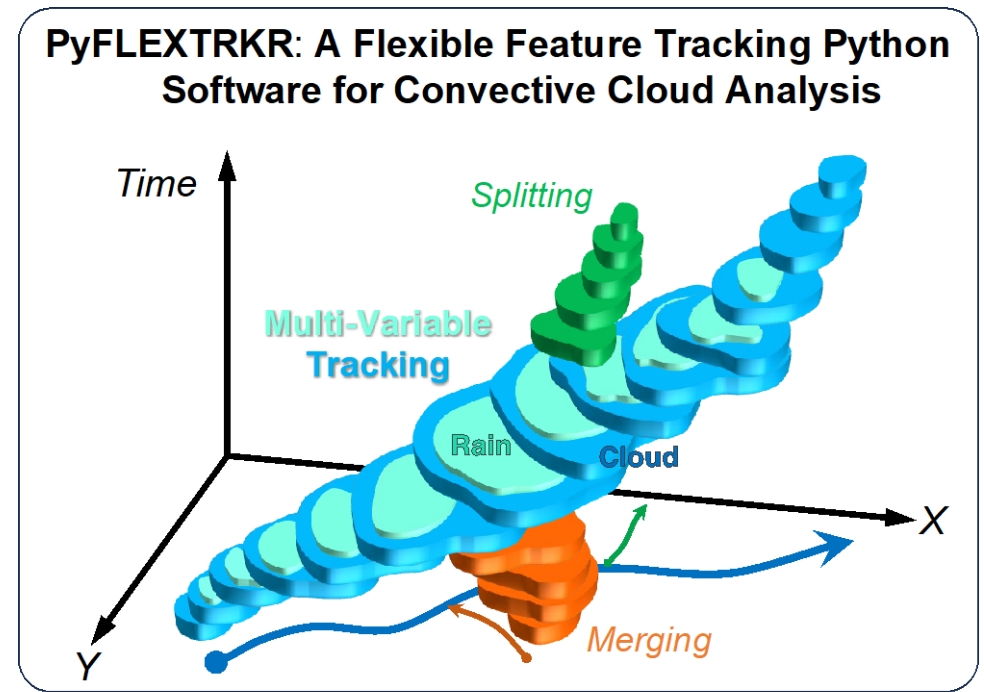 PyFLEXTRKR: A Flexible Feature Tracking Python
Software for Convective Cloud Analysis
Time
Splitting
Multi-Variable
Tracking
Rain
Cloud
X
Merging
Y